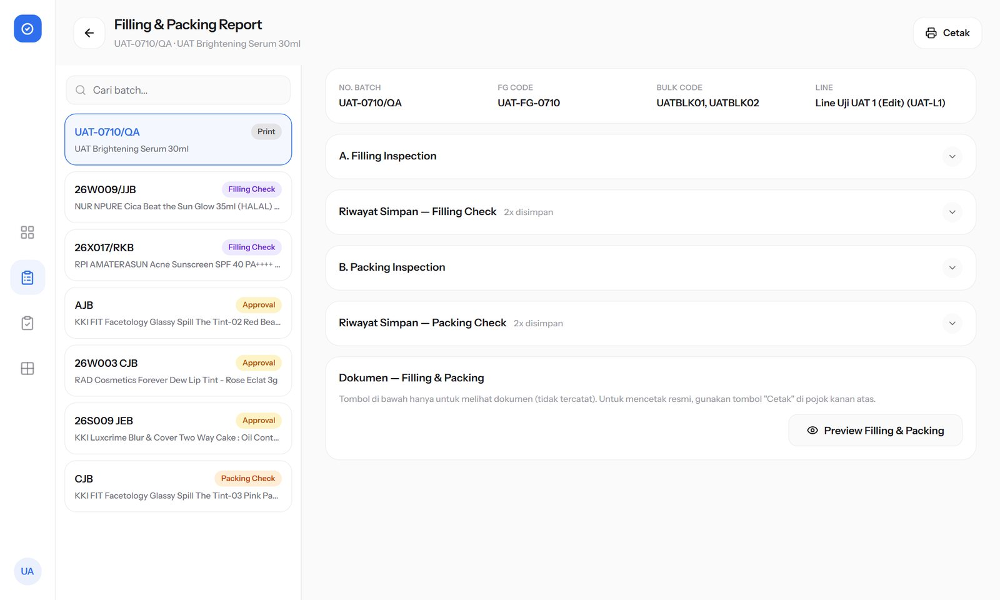 Filling & Packing Report
UAT-0710/QA · UAT Brightening Serum 30ml
Cetak
Cari batch...
UAT-0710/QA
Print
UAT Brightening Serum 30ml
26W009/JJB
Filling Check
NUR NPURE Cica Beat the Sun Glow 35ml (HALAL) ...
26X017/RKB
Filling Check
RPI AMATERASUN Acne Sunscreen SPF 40 PA++++ ...
AJB
Approval
KKI FIT Facetology Glassy Spill The Tint-02 Red Bea...
26W003 CJB
Approval
RAD Cosmetics Forever Dew Lip Tint - Rose Eclat 3g
26S009 JEB
Approval
KKI Luxcrime Blur & Cover Two Way Cake : Oil Cont...
CJB
Packing Check
KKI FIT Facetology Glassy Spill The Tint-03 Pink Pa...
UA
NO. BATCH
UAT-0710/QA
FG CODE
UAT-FG-0710
BULK CODE
UATBLK01, UATBLK02
LINE
Line Uji UAT 1 (Edit) (UAT-L1)
A. Filling Inspection
Riwayat Simpan — Filling Check 2x disimpan
B. Packing Inspection
Riwayat Simpan — Packing Check 2x disimpan
Dokumen — Filling & Packing
Tombol di bawah hanya untuk melihat dokumen (tidak tercatat). Untuk mencetak resmi, gunakan tombol "Cetak" di pojok kanan atas.
Preview Filling & Packing